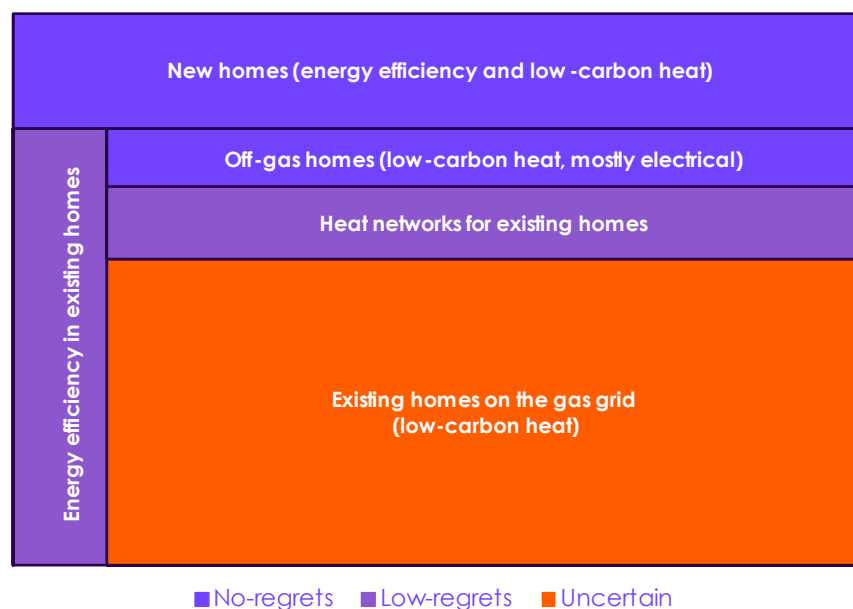 New homes (energy efficiency and low -carbon heat)
Off-gas homes (low-carbon heat, mostly electrical)
Heat networks for existing homes
Energy efficiency in existing homes
Existing homes on the gas grid
(low-carbon heat)
No-regrets Low-regrets Uncertain